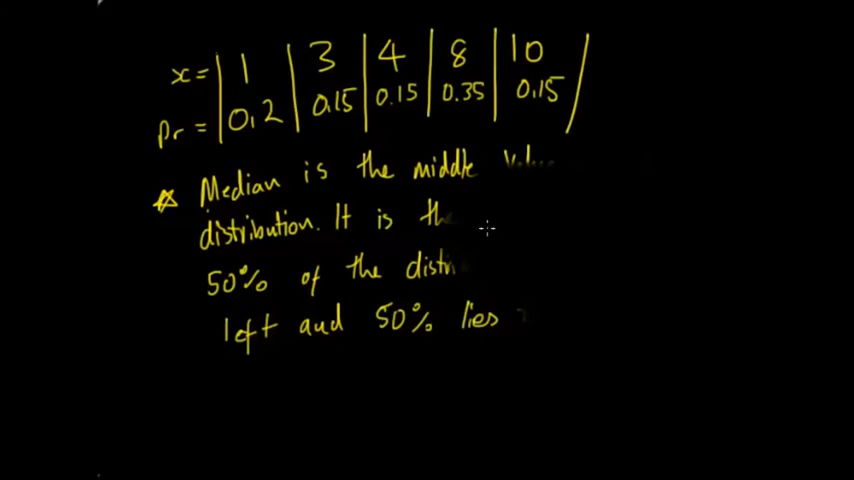 x = | 1 | 3 | 4 | 8 | 10 |
Pr = | 0.2 | 0.15 | 0.15 | 0.35 | 0.15 |
Median is the middle
distribution. It is the
50% of the
left and 50% lies